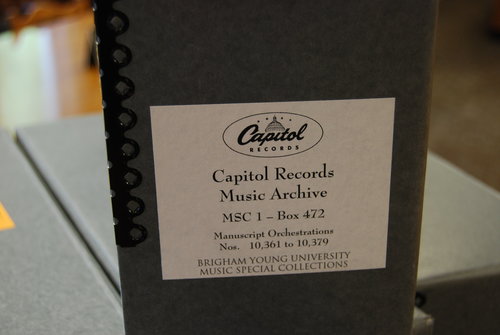 Capitol
RECORDS
Capitol Records
Music Archive
MSC 1 – Box 472
Manuscript Orchestrations
Nos. 10,361 to 10,379
BRIGHAM YOUNG UNIVERSITY
MUSIC SPECIAL COLLECTIONS